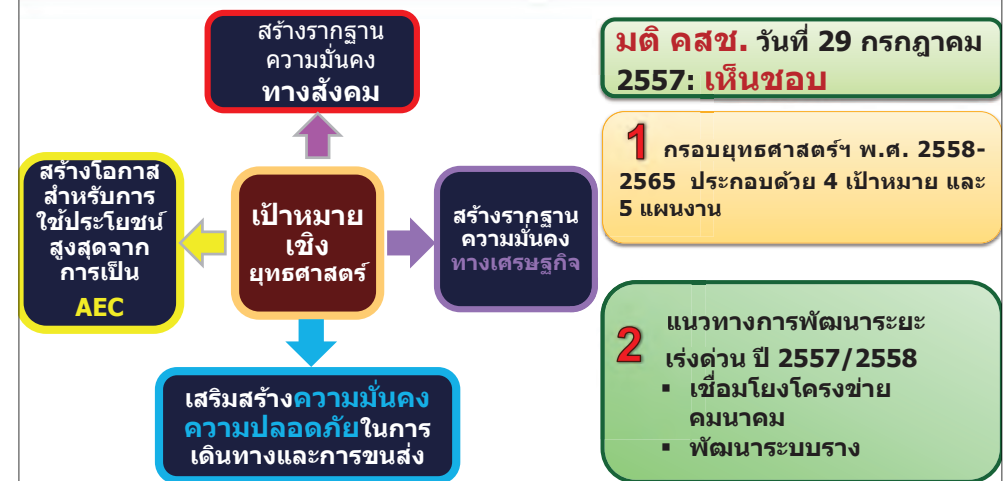 สร้างรากฐาน
ความมั่นคง
ทางสังคม
สร้างโอกาส
สำหรับการ
ใช้ประโยชน์
สูงสุดจาก
การเป็น
AEC
เป้าหมาย
เชิง
ยุทธศาสตร์
สร้างรากฐาน
ความมั่นคง
ทางเศรษฐกิจ
เสริมสร้างความมั่นคง
ความปลอดภัยในการ
เดินทางและการขนส่ง
มติ คสช. วันที่ 29 กรกฎาคม
2557: เห็นชอบ
1 กรอบยุทธศาสตร์ฯ พ.ศ. 2558-
2565 ประกอบด้วย 4 เป้าหมาย และ
5 แผนงาน
2 แนวทางการพัฒนาระยะ
เร่งด่วน ปี 2557/2558
▪ เชื่อมโยงโครงข่าย
คมนาคม
▪ พัฒนาระบบราง